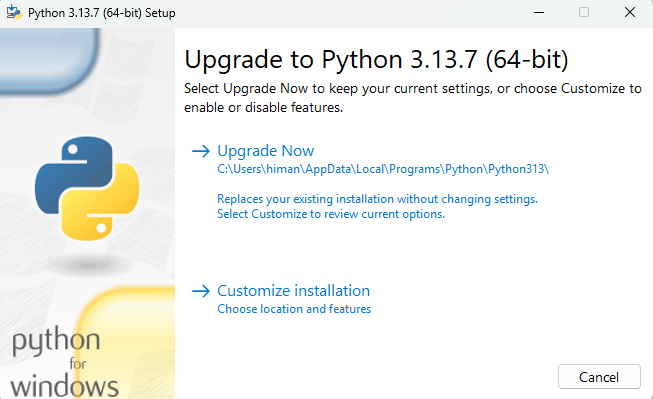 Python 3.13.7 (64-bit) Setup
Upgrade to Python 3.13.7 (64-bit)
Select Upgrade Now to keep your current settings, or choose Customize to
enable or disable features.
Upgrade Now
C:\Users\himan\AppData\Local\Programs\Python\Python313\
Replaces your existing installation without changing settings.
Select Customize to review current options.
Customize installation
Choose location and features
python
for
windows
Cancel